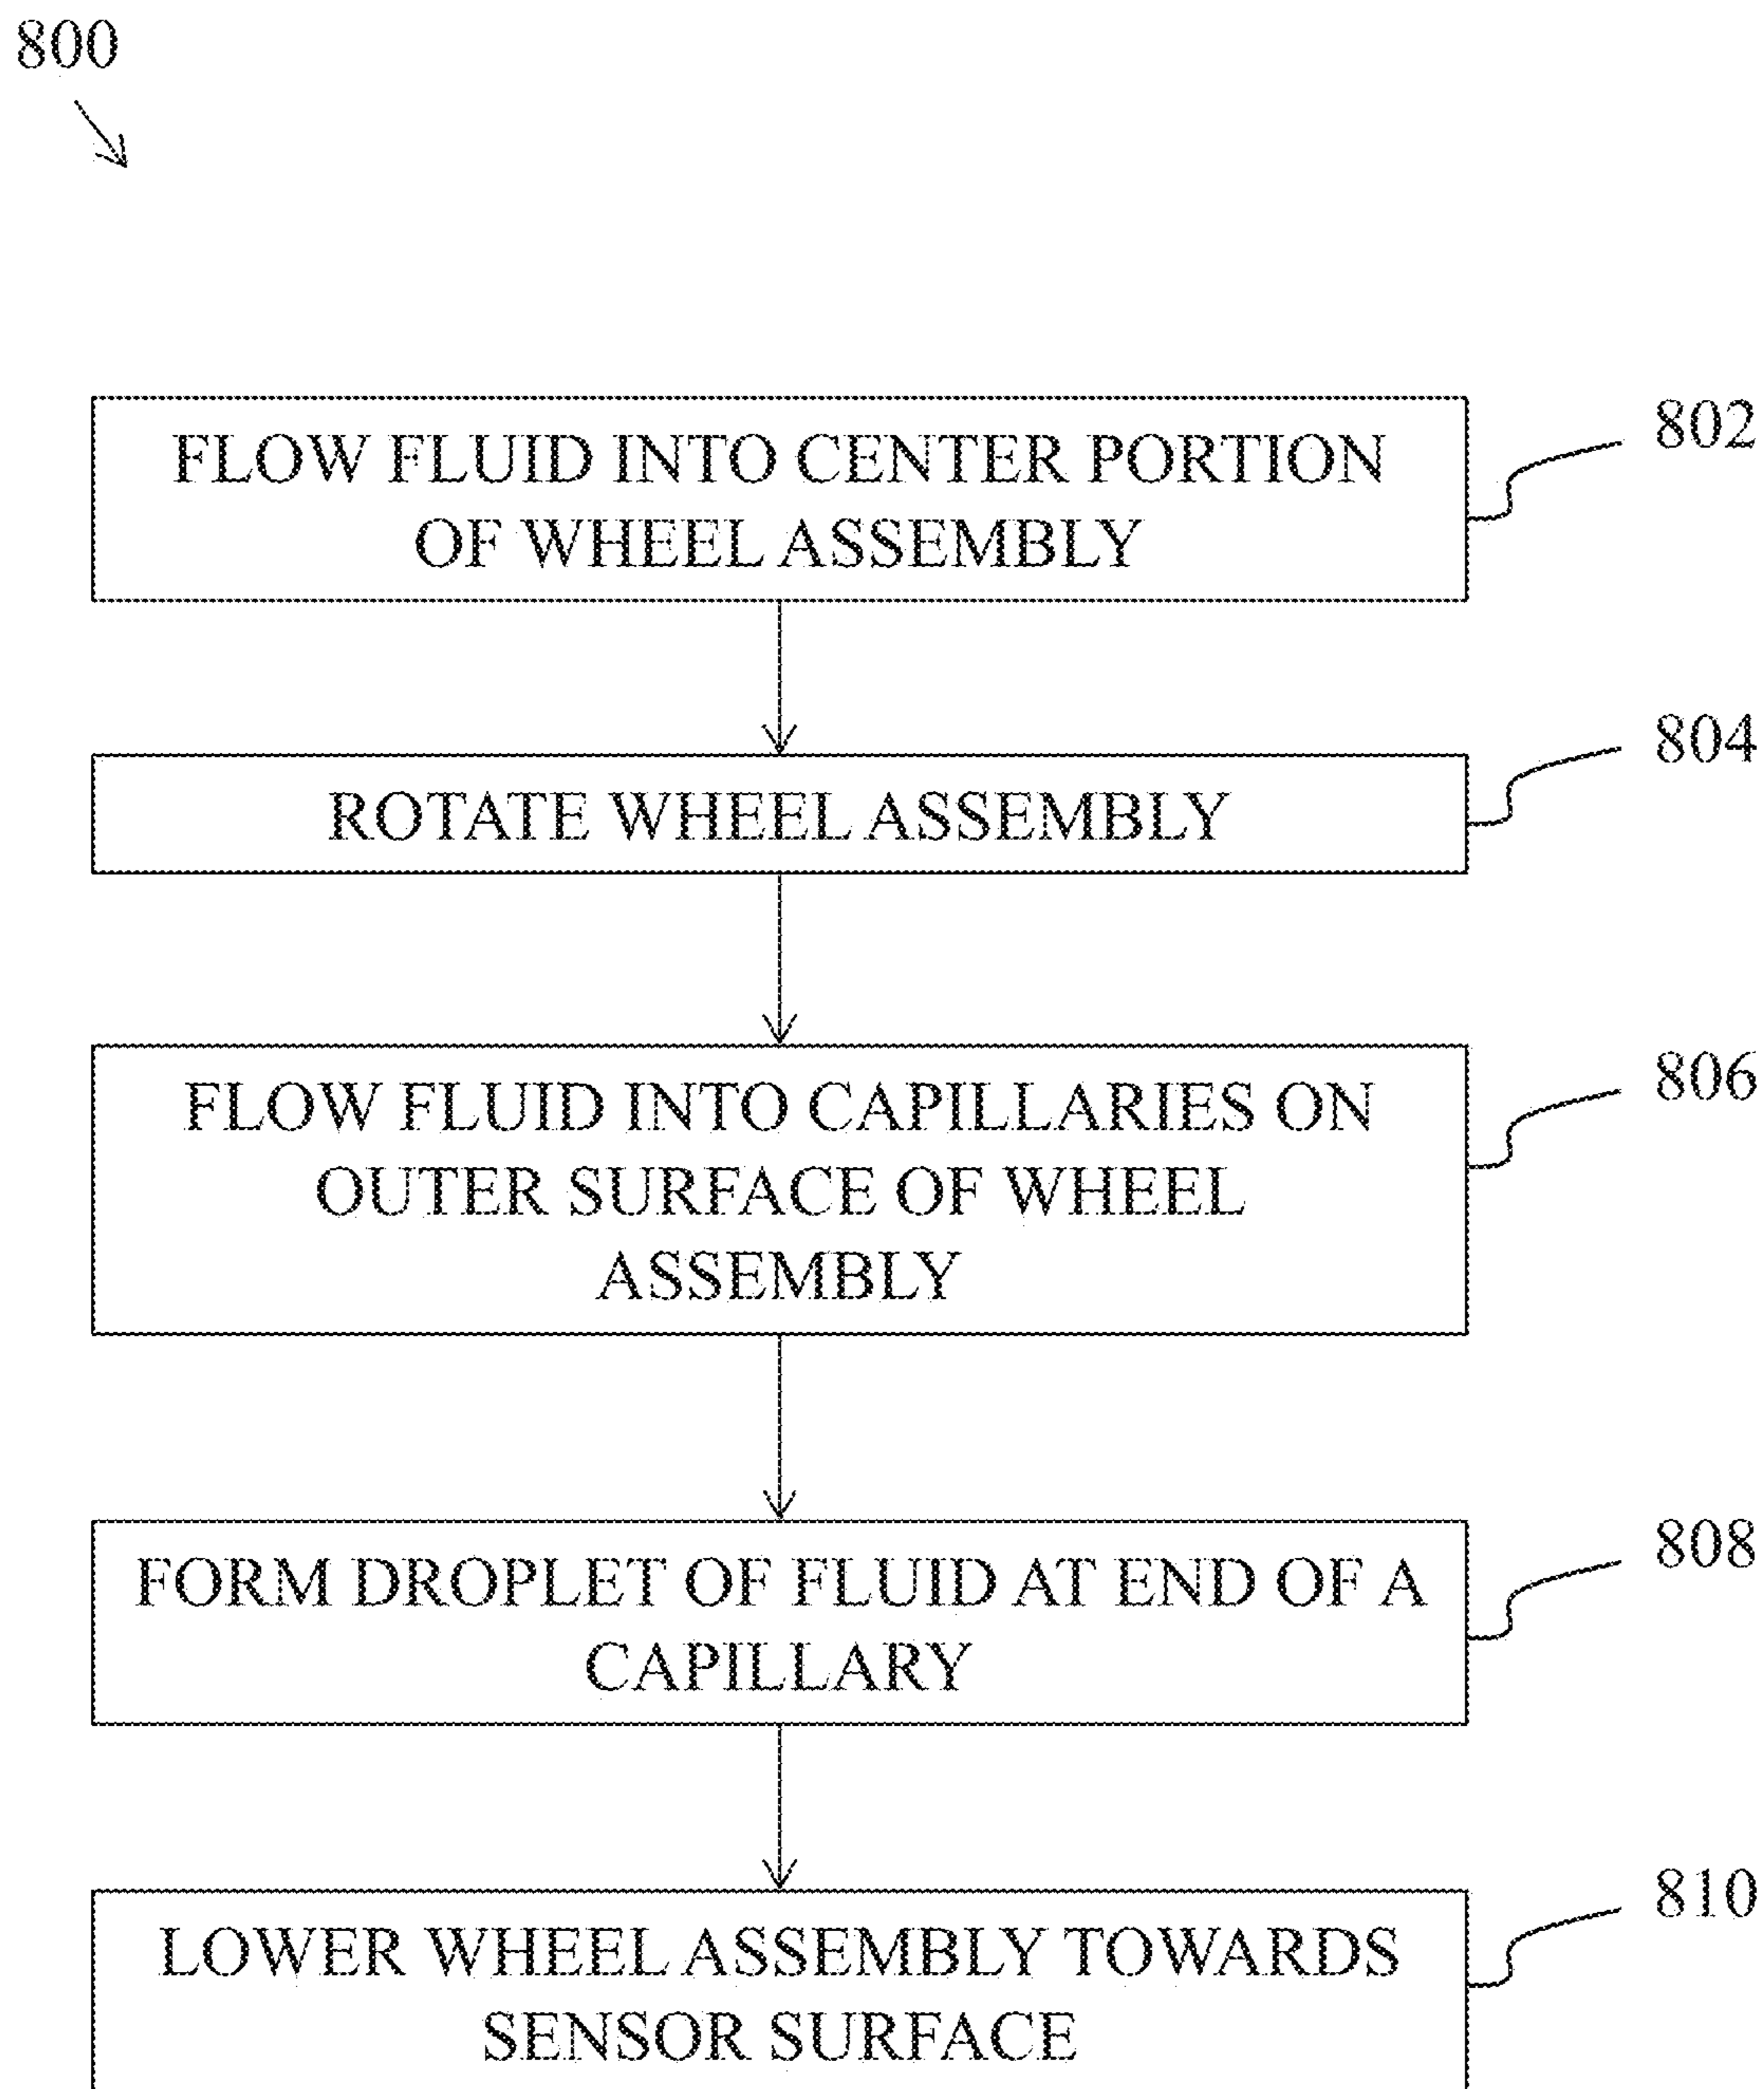 800
FLOW FLUID INTO CENTER PORTION
OF WHEEL ASSEMBLY
802
ROTATE WHEEL ASSEMBLY
804
FLOW FLUID INTO CAPILLARIES ON
OUTER SURFACE OF WHEEL
ASSEMBLY
806
FORM DROPLET OF FLUID AT END OF A
CAPILLARY
808
LOWER WHEEL ASSEMBLY TOWARDS
SENSOR SURFACE
810